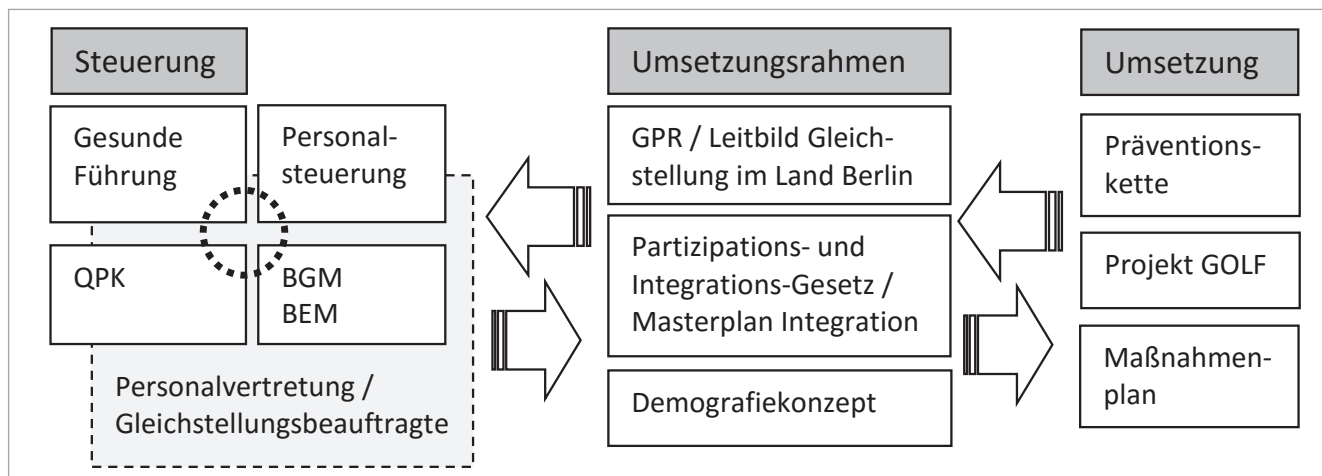 Steuerung
Gesunde
Führung
Personal-
steuerung
QPK
BGM
BEM
Personalvertretung /
Gleichstellungsbeauftragte
Umsetzungsrahmen
GPR / Leitbild Gleich-
stellung im Land Berlin
Partizipations- und
Integrations-Gesetz /
Masterplan Integration
Demografiekonzept
Umsetzung
Präventions-
kette
Projekt GOLF
Maßnahmen-
plan